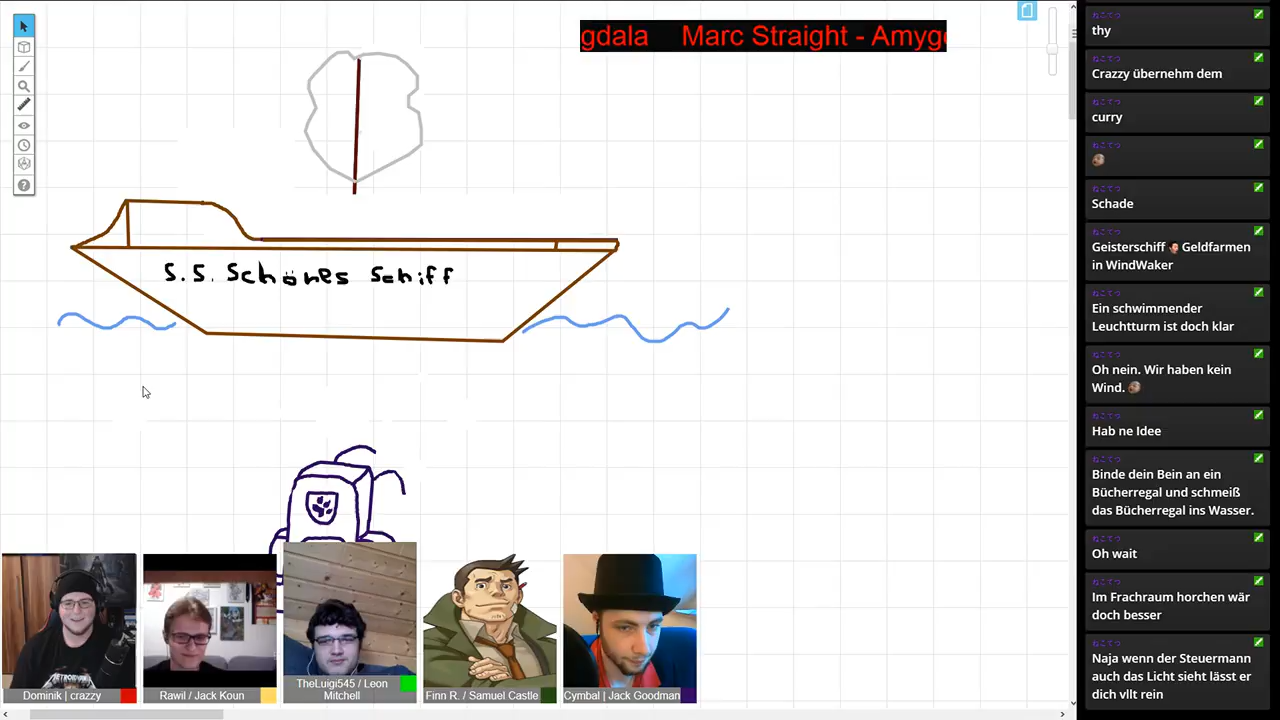 gdala Marc Straight - Amygd
S.S. Schönes Schiff
Dominik | crazzy
Rawil / Jack Koun
TheLuigi545 / Leon
Mitchell
Finn R. / Samuel Castle
Cymbal | Jack Goodman
thy
Crazzy übernehm dem
curry
Schade
Geisterschiff Geldfarmen
in WindWaker
Ein schwimmender
Leuchtturm ist doch klar
Oh nein. Wir haben kein
Wind.
Hab ne Idee
Binde dein Bein an ein
Bücherregal und schmeiß
das Bücherregal ins Wasser.
Oh wait
Im Frachraum horchen wär
doch besser
Naja wenn der Steuermann
auch das Licht sieht lässt er
dich vllt rein